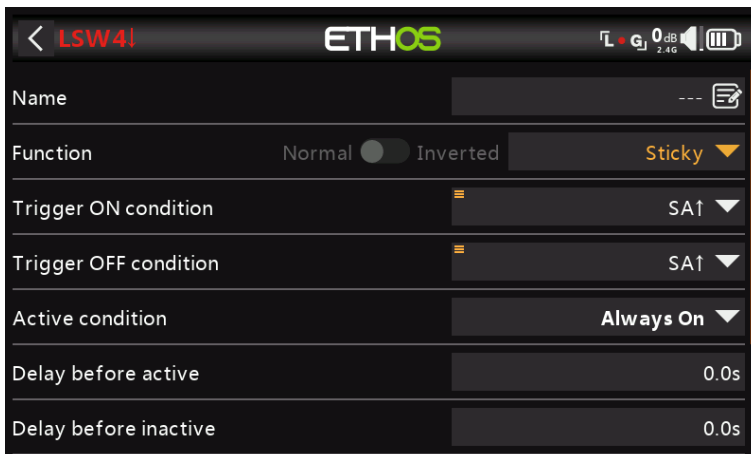 LSW4↓ ETHOS L G 0dB 2.4G
Name ---
Function Normal Inverted Sticky
Trigger ON condition SA↑
Trigger OFF condition SA↑
Active condition Always On
Delay before active 0.0s
Delay before inactive 0.0s